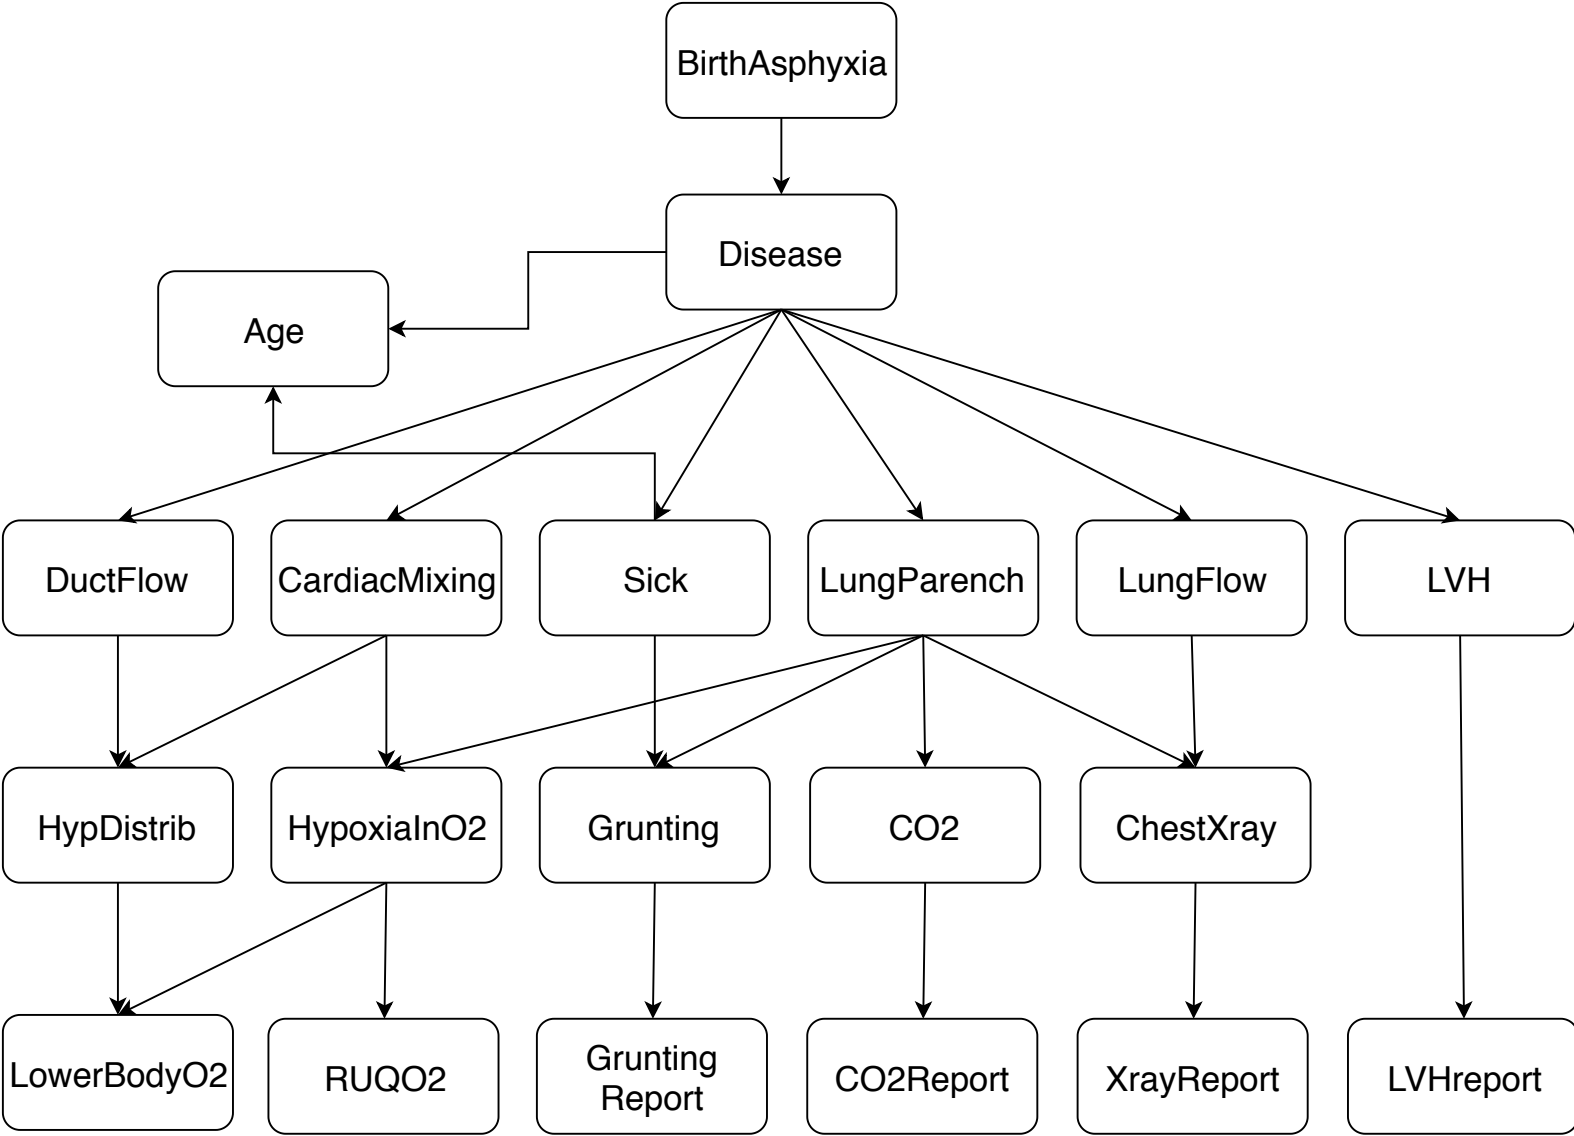 BirthAsphyxia
Disease
Age
DuctFlow
CardiacMixing
Sick
LungParench
LungFlow
LVH
HypDistrib
HypoxiaInO2
Grunting
CO2
ChestXray
LowerBodyO2
RUQO2
Grunting
Report
CO2Report
XrayReport
LVHreport